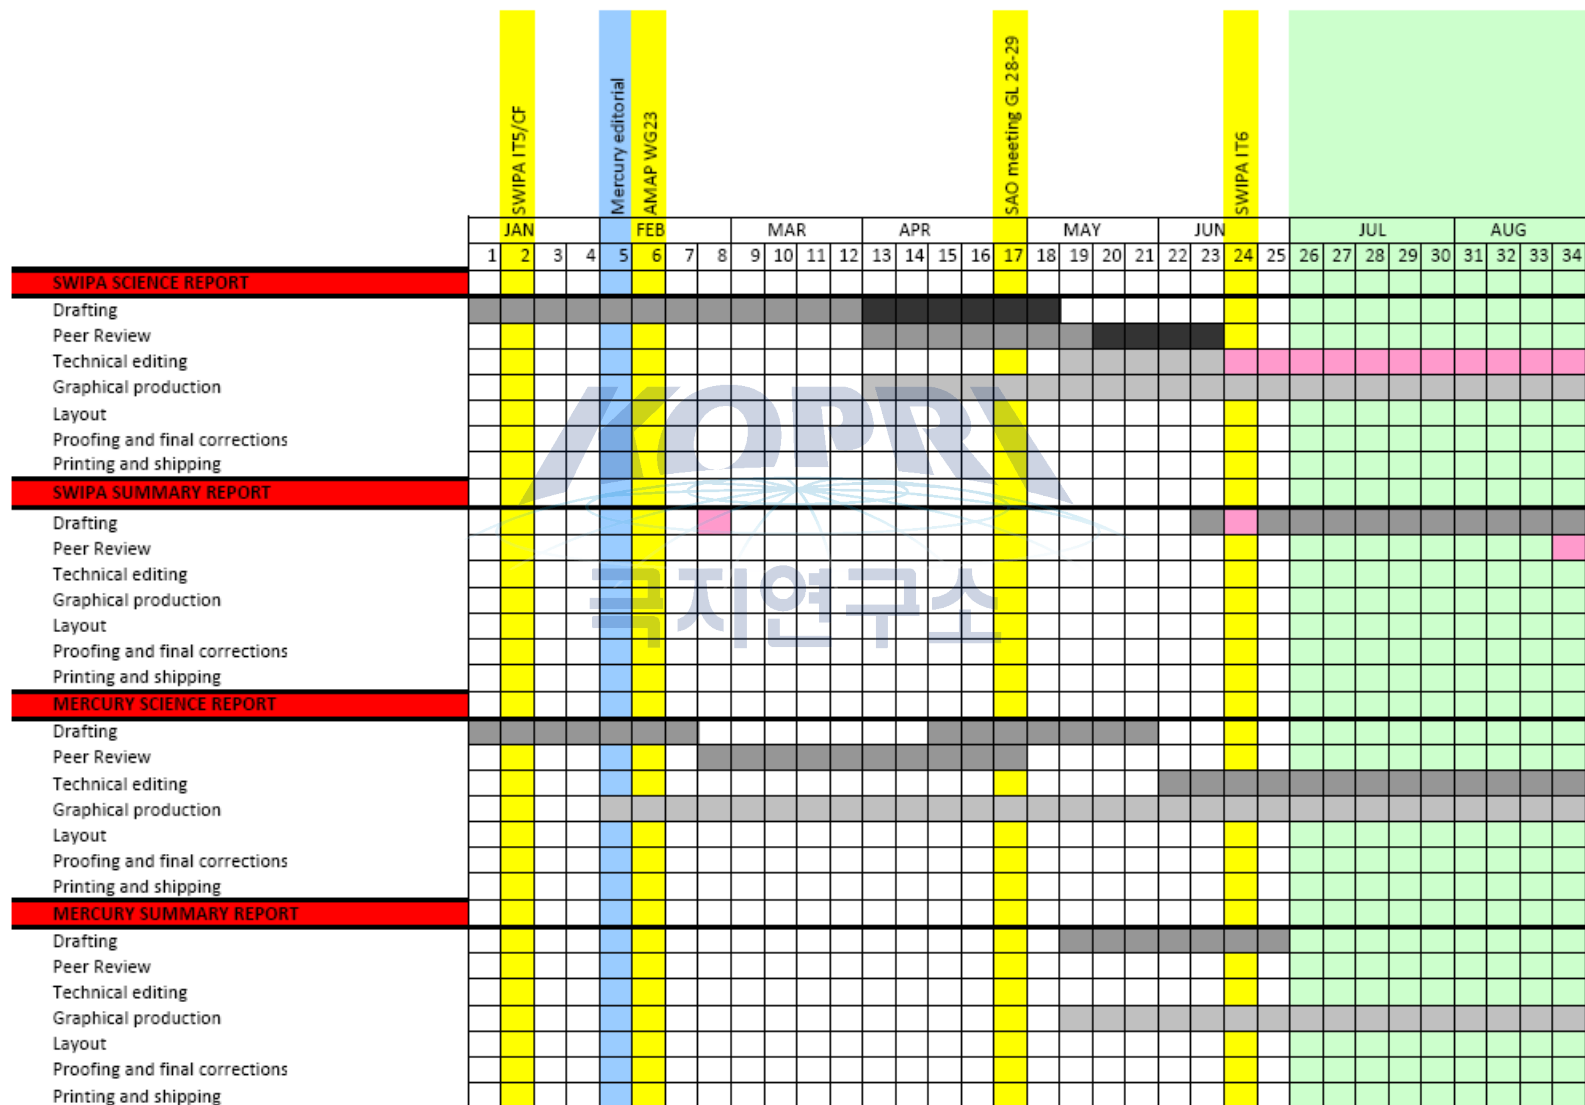 SWIPA IT5/CF
Mercury editorial
AMAP WG23
SAO meeting GL 28-29
SWIPA IT6
JAN FEB MAR APR MAY JUN JUL AUG
1 2 3 4 5 6 7 8 9 10 11 12 13 14 15 16 17 18 19 20 21 22 23 24 25 26 27 28 29 30 31 32 33 34
SWIPA SCIENCE REPORT
Drafting
Peer Review
Technical editing
Graphical production
Layout
Proofing and final corrections
Printing and shipping
SWIPA SUMMARY REPORT
Drafting
Peer Review
Technical editing
Graphical production
Layout
Proofing and final corrections
Printing and shipping
MERCURY SCIENCE REPORT
Drafting
Peer Review
Technical editing
Graphical production
Layout
Proofing and final corrections
Printing and shipping
MERCURY SUMMARY REPORT
Drafting
Peer Review
Technical editing
Graphical production
Layout
Proofing and final corrections
Printing and shipping
KOPRI
극지연구소